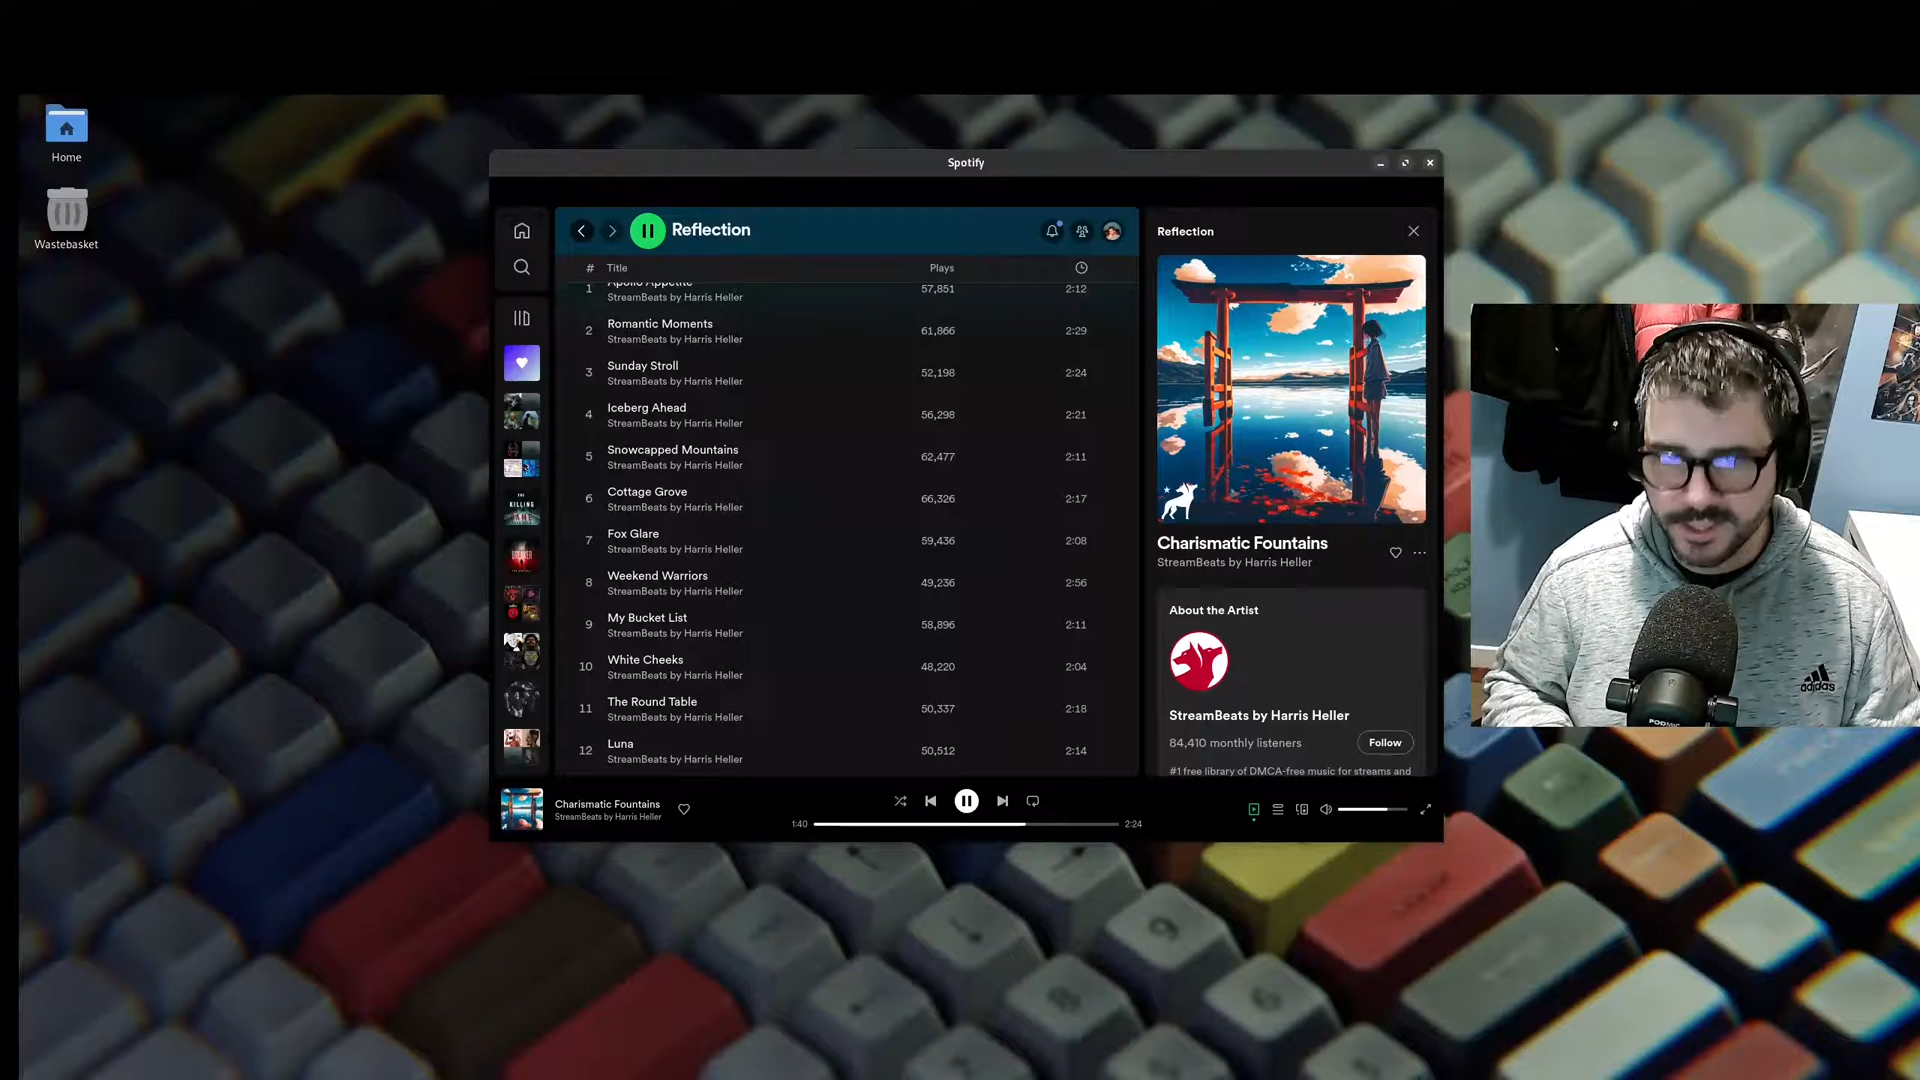 Home
Wastebasket
Spotify
Reflection
# Title Plays
1 Apollo Appetite 57,851 2:12
StreamBeats by Harris Heller
2 Romantic Moments 61,866 2:29
StreamBeats by Harris Heller
3 Sunday Stroll 52,198 2:24
StreamBeats by Harris Heller
4 Iceberg Ahead 56,298 2:21
StreamBeats by Harris Heller
5 Snowcapped Mountains 62,477 2:11
StreamBeats by Harris Heller
6 Cottage Grove 66,326 2:17
StreamBeats by Harris Heller
7 Fox Glare 59,436 2:08
StreamBeats by Harris Heller
8 Weekend Warriors 49,236 2:56
StreamBeats by Harris Heller
9 My Bucket List 58,896 2:11
StreamBeats by Harris Heller
10 White Cheeks 48,220 2:04
StreamBeats by Harris Heller
11 The Round Table 50,337 2:18
StreamBeats by Harris Heller
12 Luna 50,512 2:14
StreamBeats by Harris Heller
Reflection
Charismatic Fountains
StreamBeats by Harris Heller
About the Artist
StreamBeats by Harris Heller
84,410 monthly listeners Follow
#1 free library of DMCA-free music for streams and
Charismatic Fountains
StreamBeats by Harris Heller
1:40 2:24
THE
KILLING
adidas
PODMIC
9
8
6